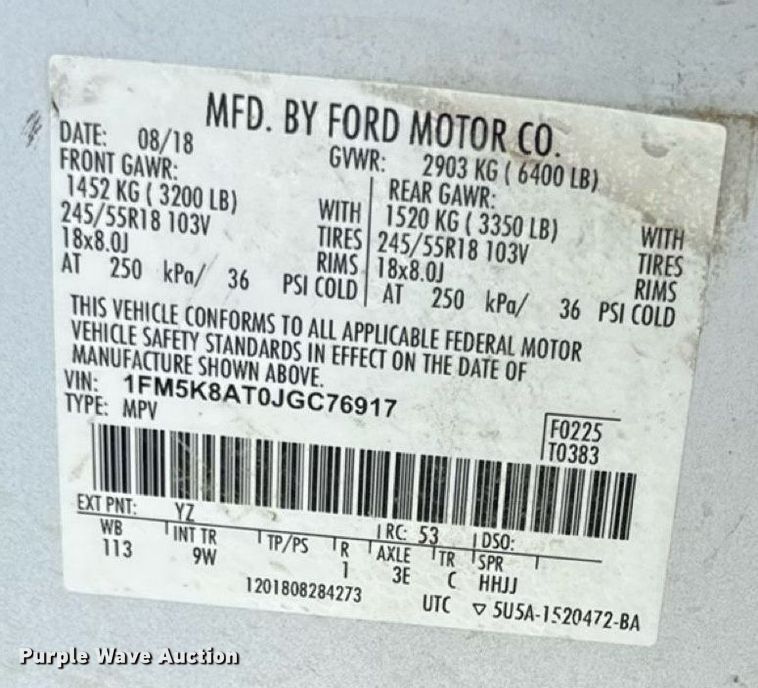 MFD. BY FORD MOTOR CO.
DATE: 08/18
GVWR: 2903 KG ( 6400 LB)
FRONT GAWR:
1452 KG ( 3200 LB) WITH
245/55R18 103V TIRES
18x8.0J RIMS
AT 250 kPa/ 36 PSI COLD
REAR GAWR:
1520 KG ( 3350 LB) WITH
245/55R18 103V TIRES
18x8.0J RIMS
AT 250 kPa/ 36 PSI COLD
THIS VEHICLE CONFORMS TO ALL APPLICABLE FEDERAL MOTOR
VEHICLE SAFETY STANDARDS IN EFFECT ON THE DATE OF
MANUFACTURE SHOWN ABOVE.
VIN: 1FM5K8AT0JGC76917
TYPE: MPV
F0225
T0383
EXT PNT: YZ RC: 53 DSO:
WB INT TR TP/PS R AXLE TR SPR
113 9W 1 3E C HHJJ
1201808284273 UTC ▽ 5U5A-1520472-BA
Purple Wave Auction